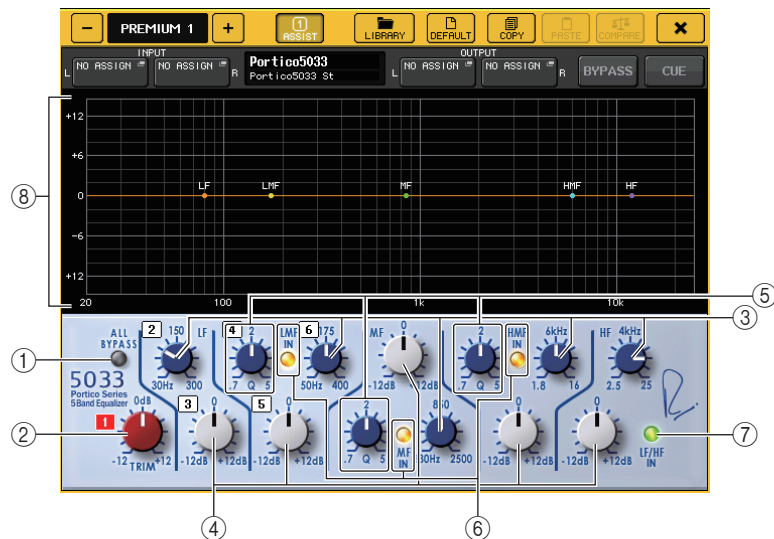 − PREMIUM 1 + 1 ASSIST LIBRARY DEFAULT COPY PASTE COMPARE ×
INPUT OUTPUT
L NO ASSIGN NO ASSIGN R Portico5033 L NO ASSIGN NO ASSIGN R BYPASS CUE
Portico5033 St
+12
+6
0
-6
+12
LF LMF MF HMF HF
20 100 1k 10k
8
5
3
1
2
7
4
6
ALL BYPASS
5033
Portico Series
5Band Equalizer
2 150 LF
30Hz 300
4 2
.7 Q 5
LMF IN
6 175
50Hz 400
MF 0
-12dB +12dB
2
.7 Q 5
HMF IN
6kHz
1.8 16
HF 4kHz
2.5 25
1 0dB
-12 TRIM +12
3 0
-12dB +12dB
5 0
-12dB +12dB
2
.7 Q 5
MF IN
850
2500
0
-12dB +12dB
0
-12dB +12dB
LF/HF IN